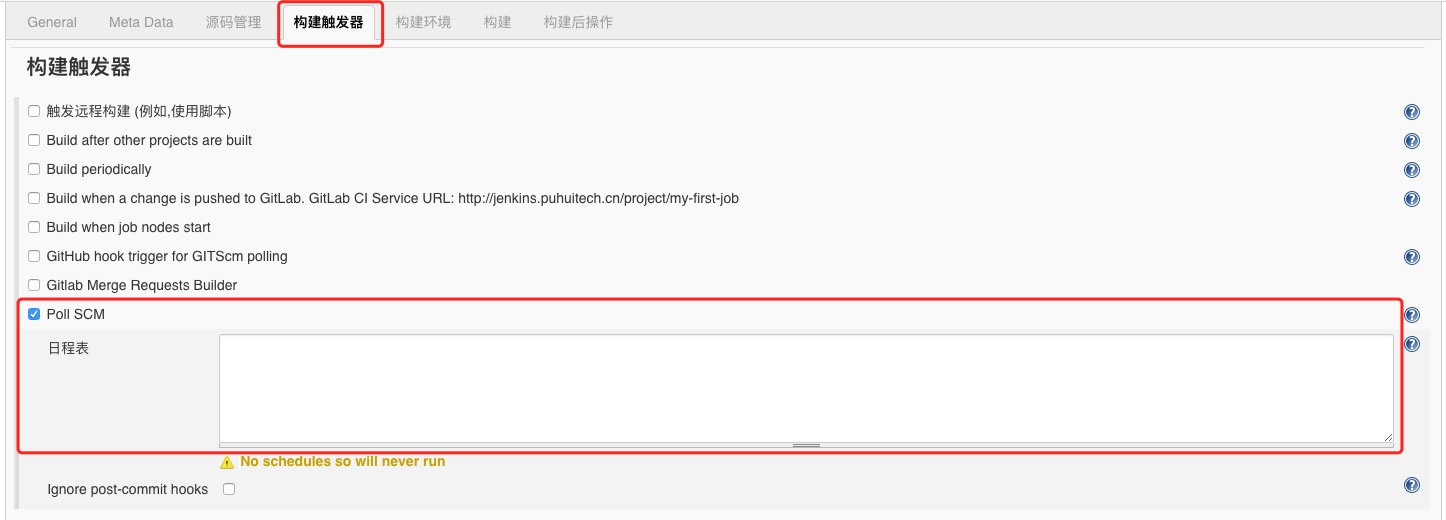 General Meta Data 源码管理 构建触发器 构建环境 构建 构建后操作
构建触发器
触发远程构建 (例如,使用脚本)
Build after other projects are built
Build periodically
Build when a change is pushed to GitLab. GitLab CI Service URL: http://jenkins.puhuitech.cn/project/my-first-job
Build when job nodes start
GitHub hook trigger for GITScm polling
Gitlab Merge Requests Builder
Poll SCM
日程表
No schedules so will never run
Ignore post-commit hooks